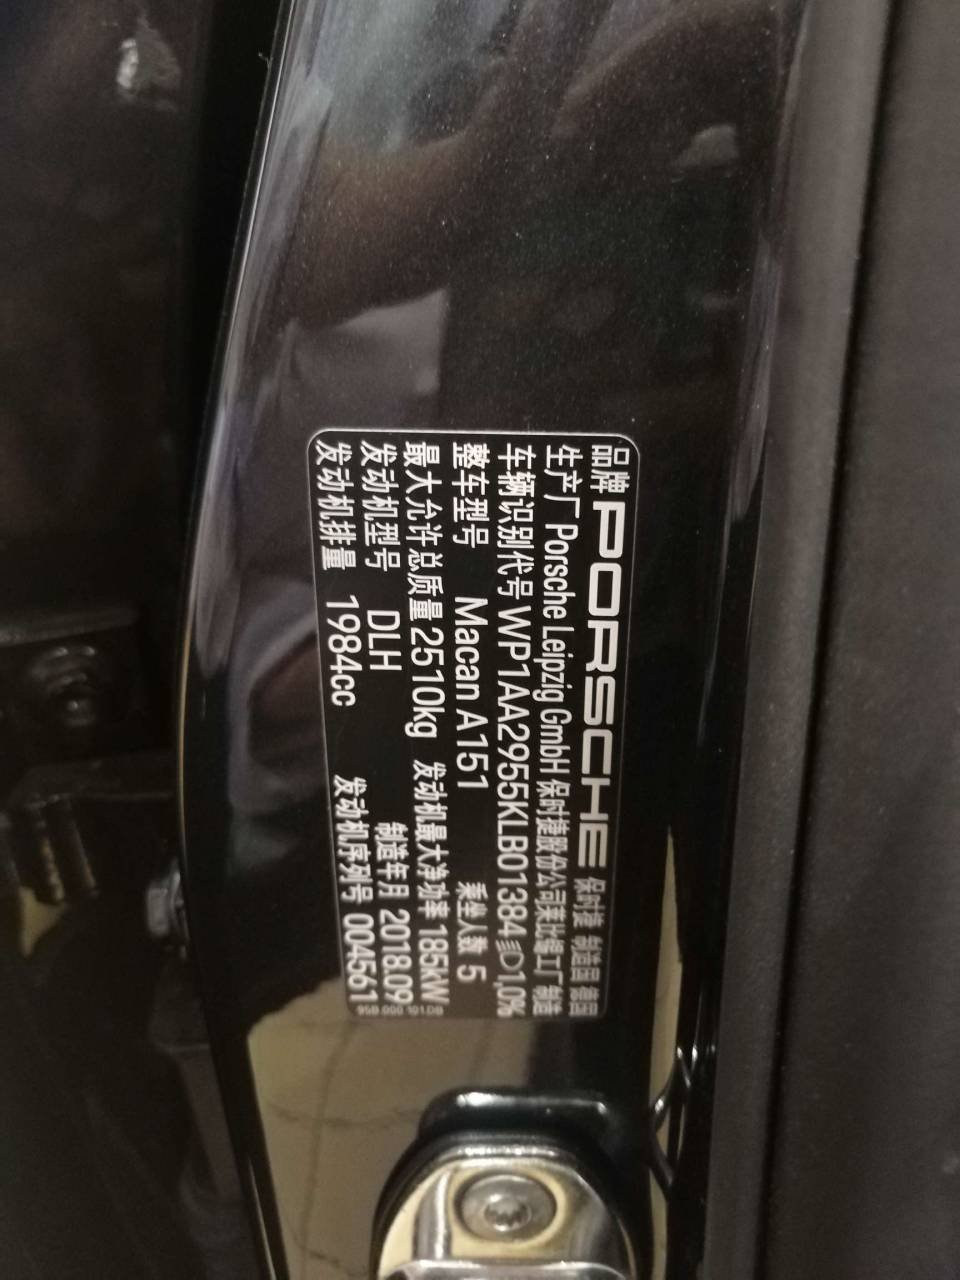 品牌 PORSCHE 保时捷 制造国 德国
生产厂 Porsche Leipzig GmbH 保时捷股份公司莱比锡工厂 制造
车辆识别代号 WP1AA2955KLB01384 D1,0%
整车型号 Macan A151 乘坐人数 5
最大允许总质量 2510kg 发动机最大净功率 185kW
发动机型号 DLH 制造年月 2018.09
发动机排量 1984cc 发动机序列号 004561